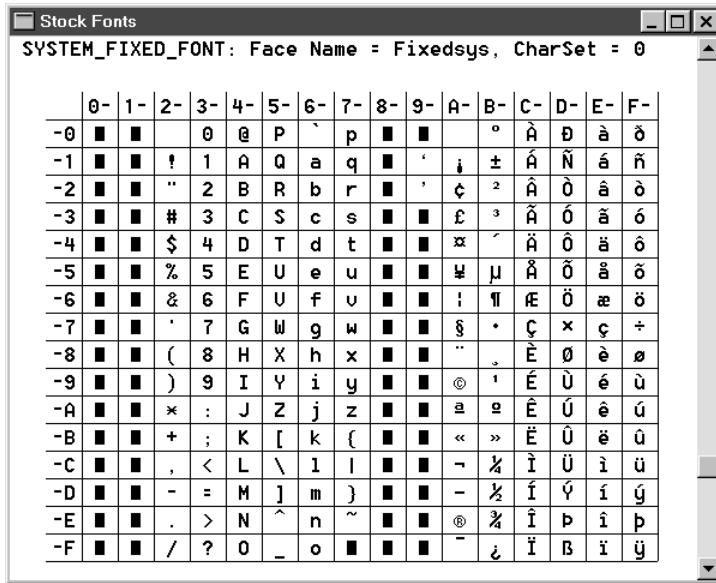 Stock Fonts
SYSTEM_FIXED_FONT: Face Name = Fixedsys, CharSet = 0
0- 1- 2- 3- 4- 5- 6- 7- 8- 9- A- B- C- D- E- F-
-0 ■ ■ 0 @ P ` p ■ ■ ° À Ð à ð
-1 ■ ■ ! 1 A Q a q ■ ‘ ¡ ± Á Ñ á ñ
-2 ■ ■ " 2 B R b r ■ ’ ¢ ² Â Ò â ò
-3 ■ ■ # 3 C S c s ■ ■ £ ³ Ã Ó ã ó
-4 ■ ■ $ 4 D T d t ■ ■ ¤ ´ Ä Ô ä ô
-5 ■ ■ % 5 E U e u ■ ■ ¥ µ Å Õ å õ
-6 ■ ■ & 6 F V f v ■ ■ ¦ ¶ Æ Ö æ ö
-7 ■ ■ ' 7 G W g w ■ ■ § · Ç × ç ÷
-8 ■ ■ ( 8 H X h x ■ ■ ¨ ¸ È Ø è ø
-9 ■ ■ ) 9 I Y i y ■ ■ © ¹ É Ù é ù
-A ■ ■ * : J Z j z ■ ■ ª º Ê Ú ê ú
-B ■ ■ + ; K [ k { ■ ■ « » Ë Û ë û
-C ■ ■ , < L \ l | ■ ■ ¬ ¼ Ì Ü ì ü
-D ■ ■ - = M ] m } ■ ■ - ½ Í Ý í ý
-E ■ ■ . > N ^ n ~ ■ ■ ® ¾ Î Þ î þ
-F ■ ■ / ? O _ o ■ ■ ■ ¯ ¿ Ï ß ï ÿ